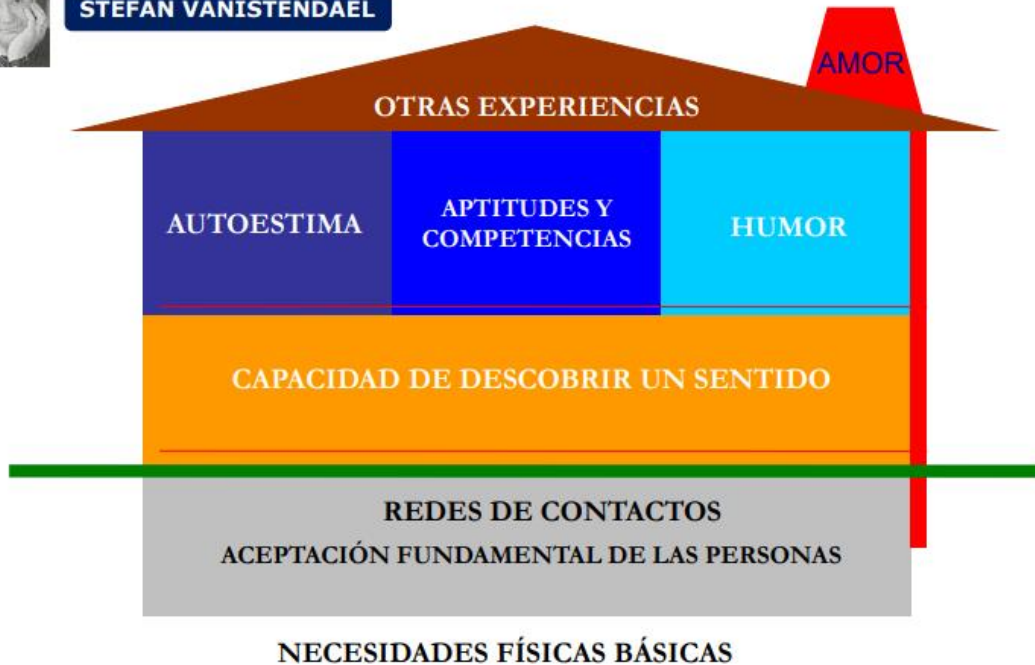 STEFAN VANISTENDAEL
AMOR
OTRAS EXPERIENCIAS
AUTOESTIMA
APTITUDES Y
COMPETENCIAS
HUMOR
CAPACIDAD DE DESCOBRIR UN SENTIDO
REDES DE CONTACTOS
ACEPTACIÓN FUNDAMENTAL DE LAS PERSONAS
NECESIDADES FÍSICAS BÁSICAS